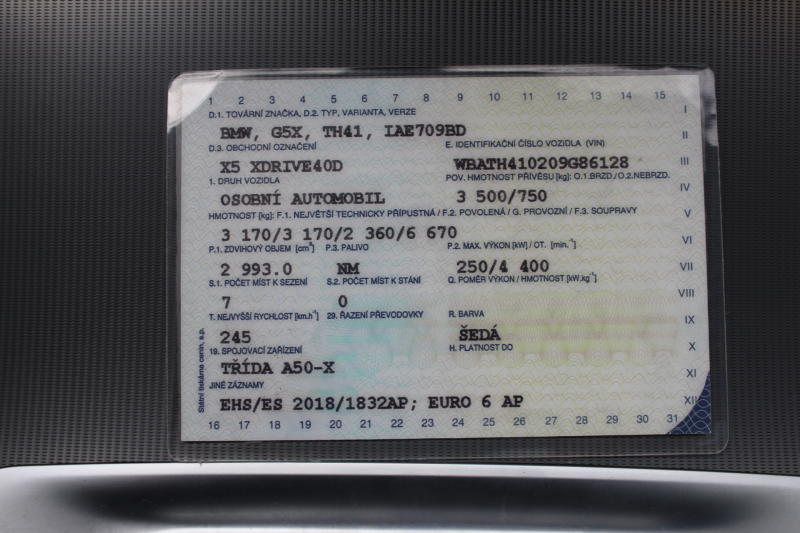 1 2 3 4 5 6 7 8 9 10 11 12 13 14 15
D.1. TOVÁRNÍ ZNAČKA, D.2. TYP, VARIANTA, VERZE I
BMW, G5X, TH41, IAE709BD II
D.3. OBCHODNÍ OZNAČENÍ E. IDENTIFIKAČNÍ ČÍSLO VOZIDLA (VIN)
X5 XDRIVE40D WBATH410209G86128 III
1. DRUH VOZIDLA POV. HMOTNOST PŘÍVĚSU [kg]: O.1 BRZD./O.2 NEBRZD.
OSOBNÍ AUTOMOBIL 3 500/750 IV
HMOTNOST [kg]: F.1. NEJVĚTŠÍ TECHNICKY PŘÍPUSTNÁ / F.2. POVOLENÁ / G. PROVOZNÍ / F.3. SOUPRAVY V
3 170/3 170/2 360/6 670 VI
P.1. ZDVIHOVÝ OBJEM [cm³] P.3. PALIVO P.2. MAX. VÝKON [kW] / OT. [min.⁻¹]
2 993.0 NM 250/4 400 VII
S.1. POČET MÍST K SEZENÍ S.2. POČET MÍST K STÁNÍ Q. POMĚR VÝKON / HMOTNOST [kW.kg⁻¹]
7 0 VIII
T. NEJVYŠŠÍ RYCHLOST [km.h⁻¹] 29. ŘAZENÍ PŘEVODOVKY R. BARVA IX
245 ŠEDÁ
19. SPOJOVACÍ ZAŘÍZENÍ H. PLATNOST DO X
TŘÍDA A50-X XI
JINÉ ZÁZNAMY
EHS/ES 2018/1832AP; EURO 6 AP XII
16 17 18 19 20 21 22 23 24 25 26 27 28 29 30 31
Státní tiskárna cenin, s.p.